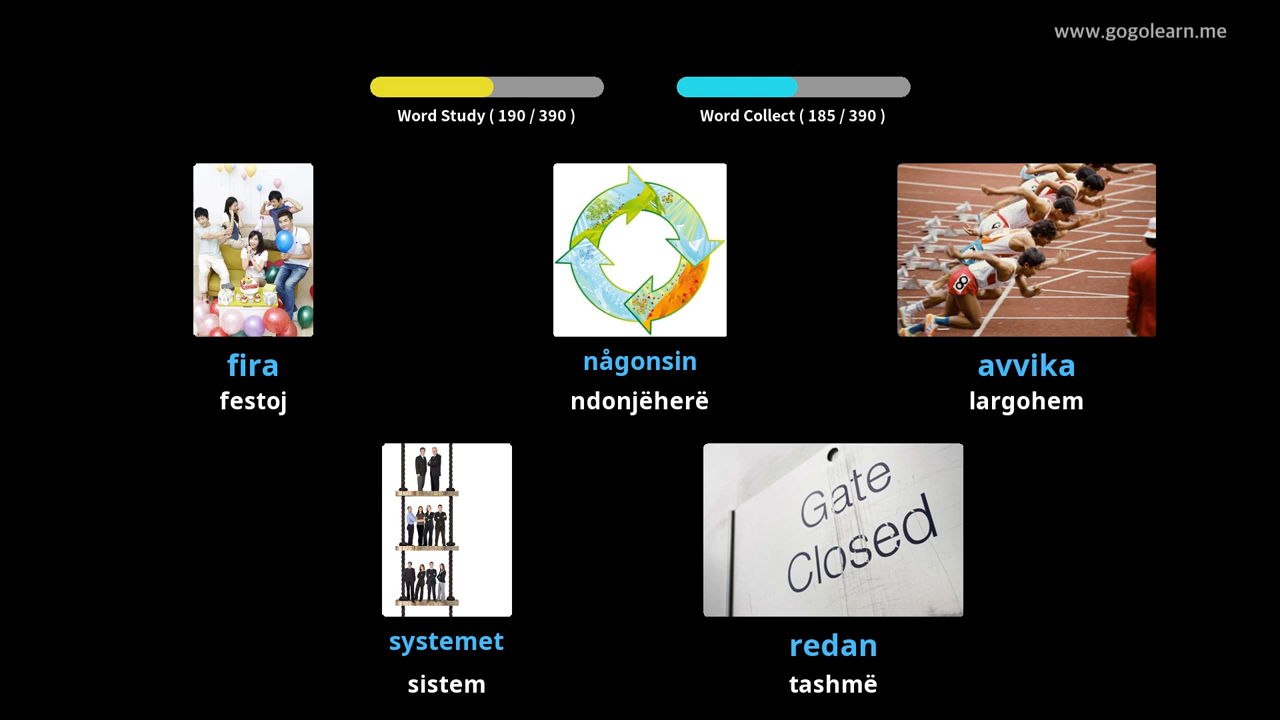 www.gogolearn.me
Word Study ( 190 / 390 )
Word Collect ( 185 / 390 )
8
fira
festoj
någonsin
ndonjëherë
avvika
largohem
Gate
Closed
systemet
sistem
redan
tashmë